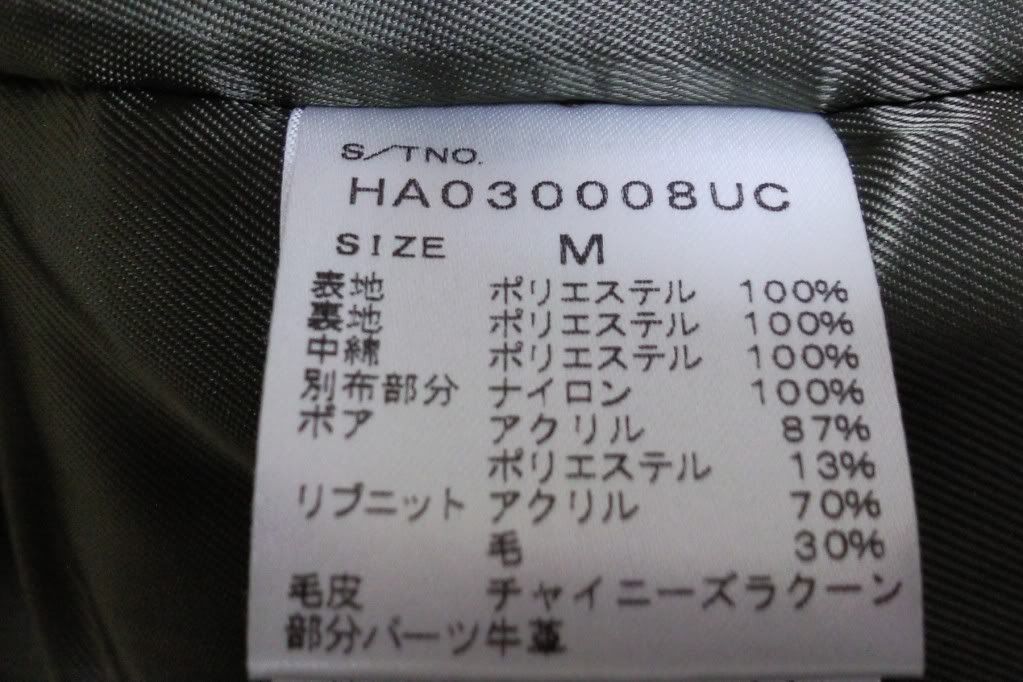 S/TNO.
HA030008UC
SIZE M
表地 ポリエステル 100%
裏地 ポリエステル 100%
中綿 ポリエステル 100%
別布部分 ナイロン 100%
ボア アクリル 87%
ポリエステル 13%
リブニット アクリル 70%
毛 30%
毛皮 チャイニーズラクーン
部分パーツ牛革